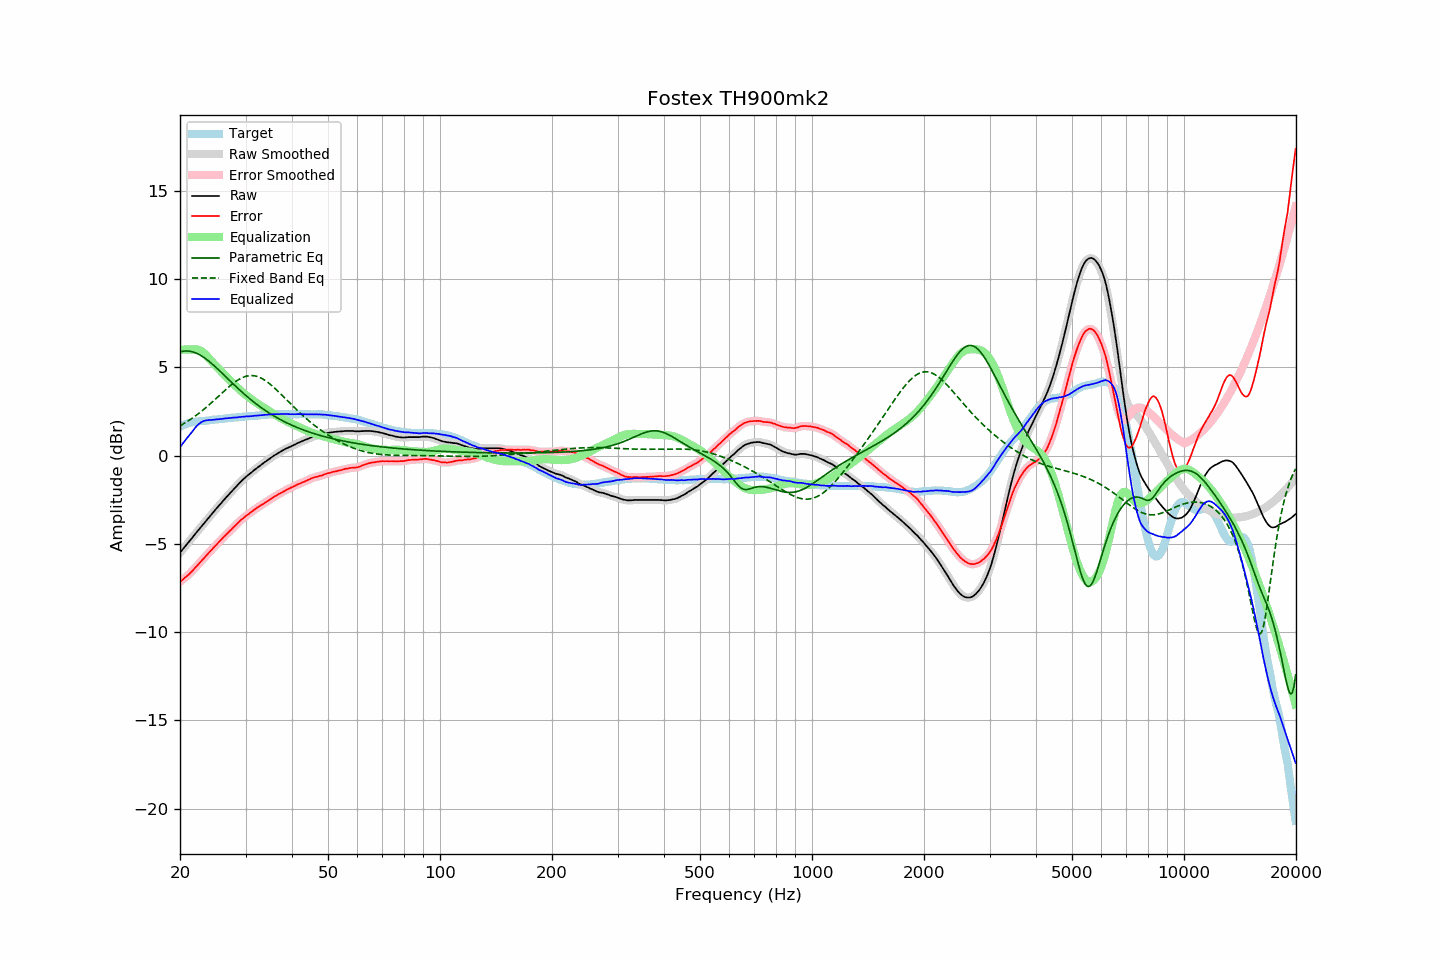 Fostex TH900mk2
Target
Raw Smoothed
Error Smoothed
Raw
Error
Equalization
Parametric Eq
Fixed Band Eq
Equalized
Amplitude (dBr)
15
10
5
0
−5
−10
−15
−20
20 50 100 200 500 1000 2000 5000 10000 20000
Frequency (Hz)